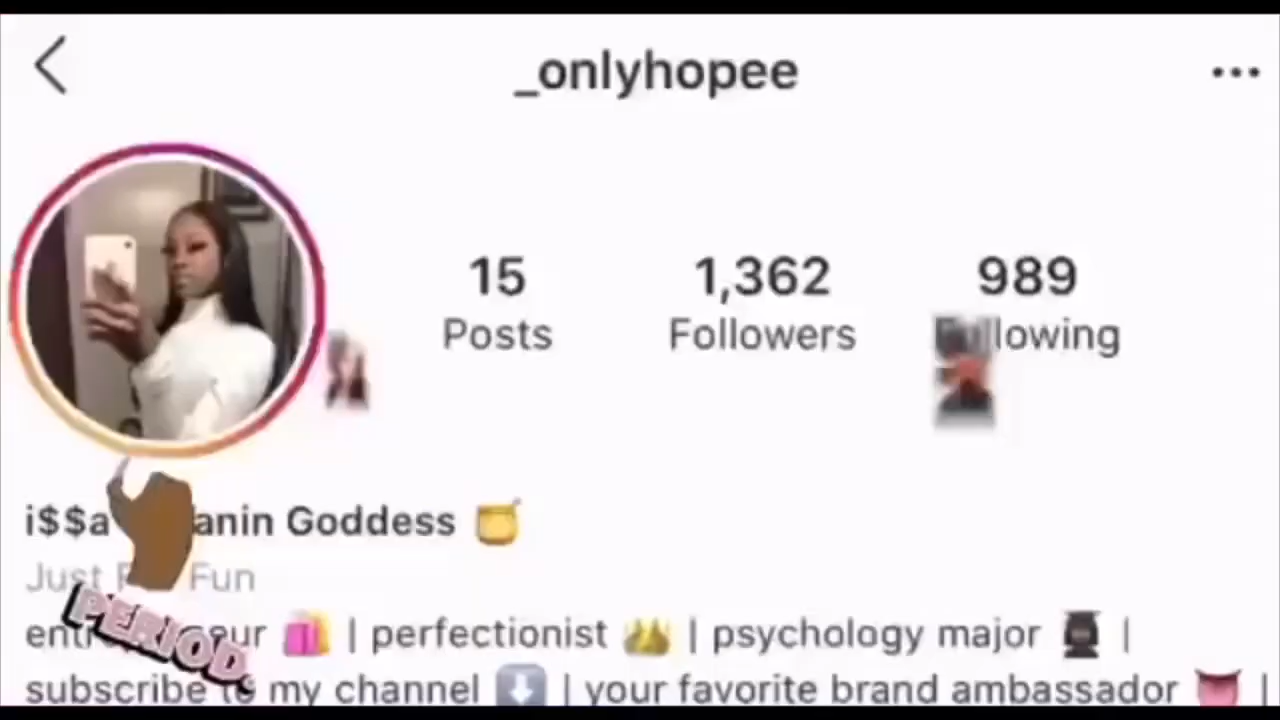 _onlyhopee
15 1,362 989
Posts Followers lowing
i$$a anin Goddess
Just Fun
| perfectionist | psychology major |
PERIOD.
subscribe to my channel | your favorite brand ambassador |